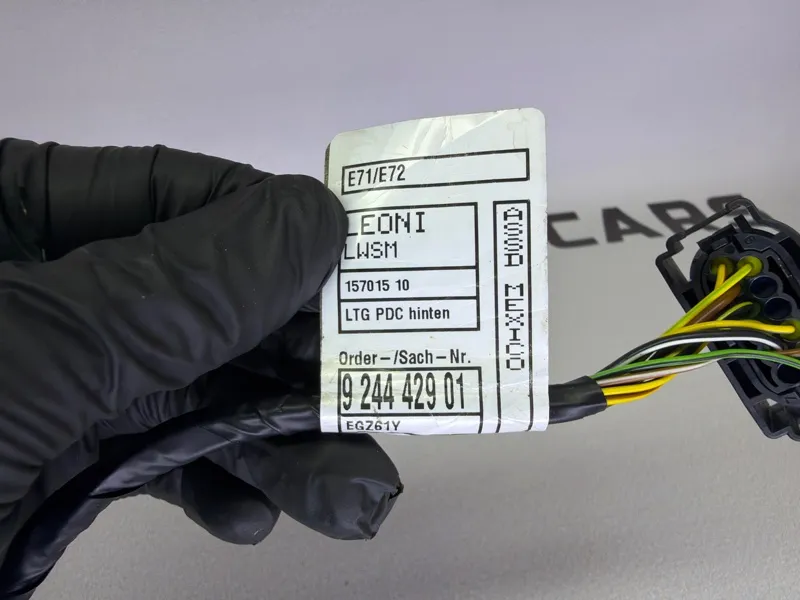 E71/E72
LEONI
LWSM
157015 10
LTG PDC hinten
ASSD MEXICO
Order-/Sach-Nr.
9 244 429 01
EGZ61Y
CARS